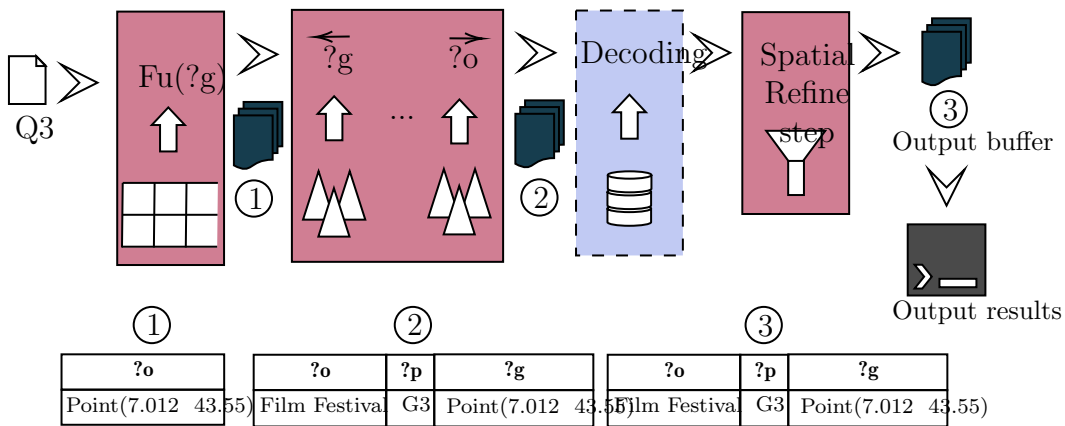 Q3
Fu(?g)
①
?g
...
?o
②
Decoding
Spatial
Refine
step
③
Output buffer
Output results
①
②
③
?o
Point(7.012 43.55)
?o ?p ?g
Film Festival G3 Point(7.012 43.55)
?o ?p ?g
Film Festival G3 Point(7.012 43.55)